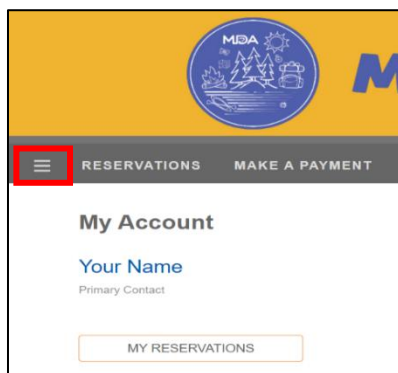 MDA
M
RESERVATIONS MAKE A PAYMENT
My Account
Your Name
Primary Contact
MY RESERVATIONS